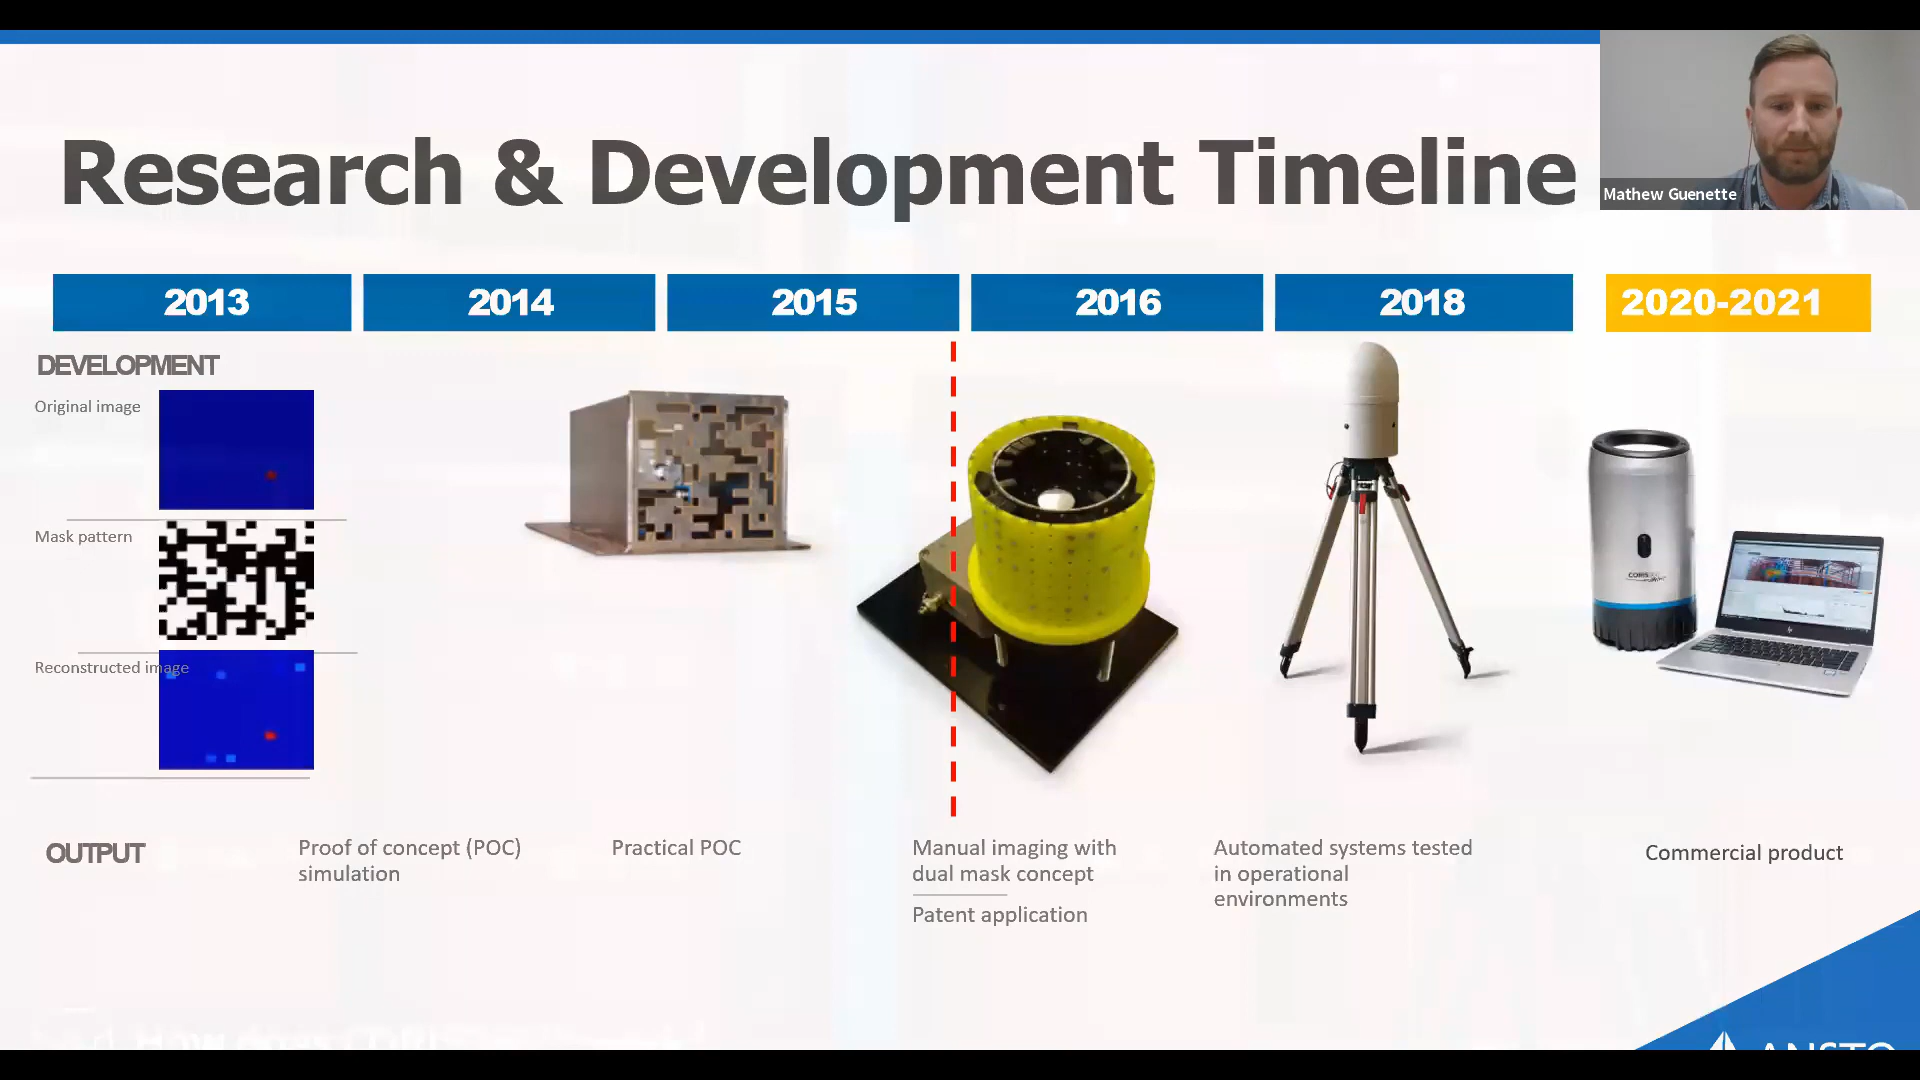 Research & Development Timeline
Mathew Guenette
2013
2014
2015
2016
2018
2020-2021
DEVELOPMENT
Original image
Mask pattern
Reconstructed image
OUTPUT
Proof of concept (POC)
simulation
Practical POC
Manual imaging with
dual mask concept
Patent application
Automated systems tested
in operational
environments
Commercial product
ANSTO